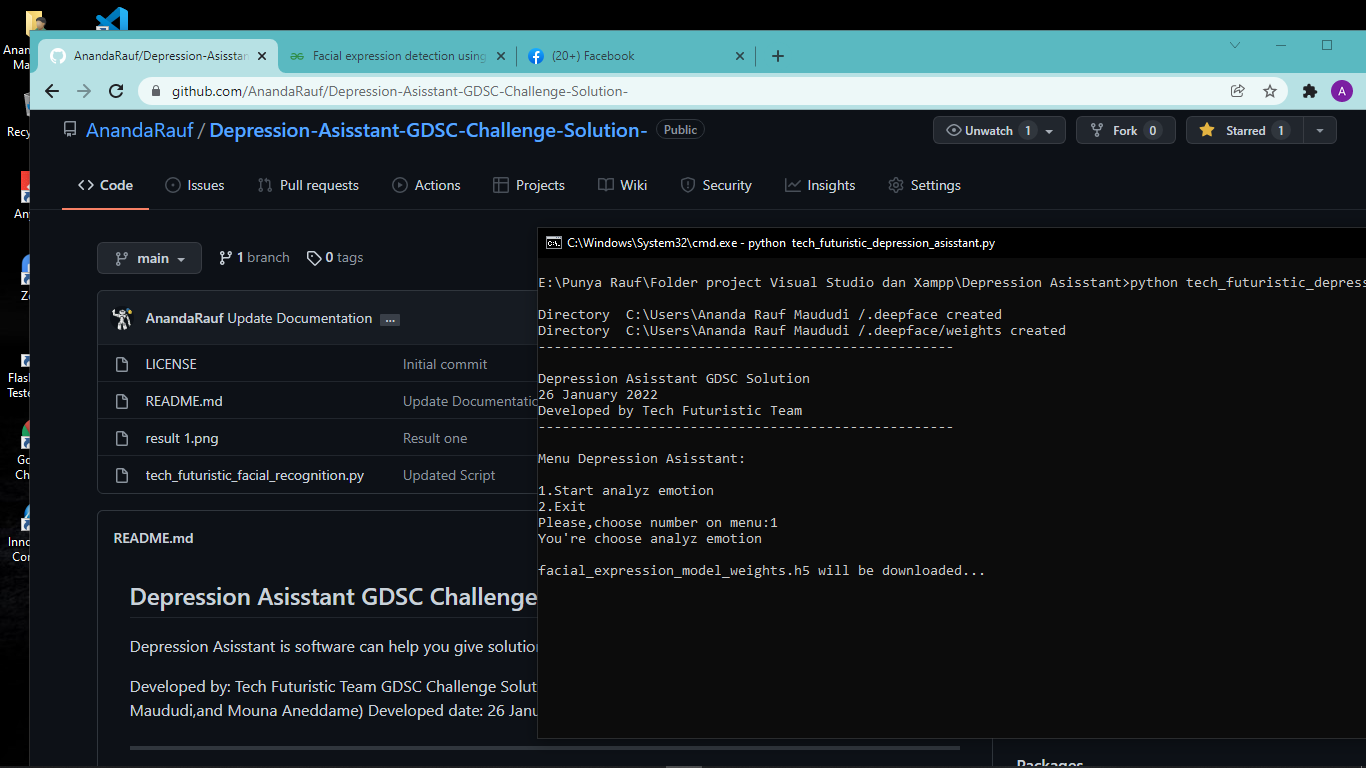 Anan
Ma
AnandaRauf/Depression-Asisstan
Facial expression detection using
(20+) Facebook
github.com/AnandaRauf/Depression-Asisstant-GDSC-Challenge-Solution-
A
Recy
AnandaRauf / Depression-Asisstant-GDSC-Challenge-Solution-
Public
Unwatch 1
Fork 0
Starred 1
Code
Issues
Pull requests
Actions
Projects
Wiki
Security
Insights
Settings
Any
main
1 branch
0 tags
Ze
AnandaRauf Update Documentation ...
LICENSE Initial commit
README.md Update Documentatio
result 1.png Result one
tech_futuristic_facial_recognition.py Updated Script
Flash
Teste
Go
Ch
Inno
Con
README.md
Depression Asisstant GDSC Challenge
Depression Asisstant is software can help you give solution
Developed by: Tech Futuristic Team GDSC Challenge Solut
Maududi,and Mouna Aneddame) Developed date: 26 Janu
Packages
C:\Windows\System32\cmd.exe - python tech_futuristic_depression_asisstant.py
E:\Punya Rauf\Folder project Visual Studio dan Xampp\Depression Asisstant>python tech_futuristic_depress
Directory  C:\Users\Ananda Rauf Maududi /.deepface created
Directory  C:\Users\Ananda Rauf Maududi /.deepface/weights created
----------------------------------------------------
Depression Asisstant GDSC Solution
26 January 2022
Developed by Tech Futuristic Team
----------------------------------------------------
Menu Depression Asisstant:
1.Start analyz emotion
2.Exit
Please,choose number on menu:1
You're choose analyz emotion
facial_expression_model_weights.h5 will be downloaded...